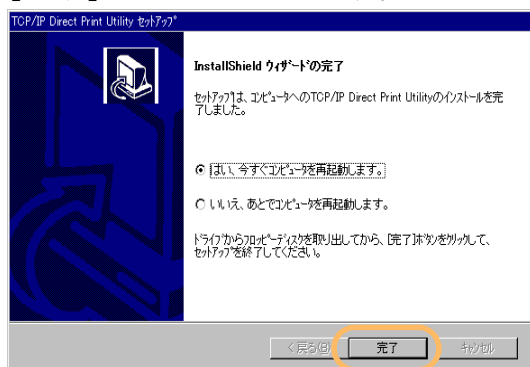 TCP/IP Direct Print Utility ｾｯﾄｱｯﾌﾟ
InstallShield ｳｨｻﾞｰﾄﾞの完了
ｾｯﾄｱｯﾌﾟは、ｺﾝﾋﾟｭｰﾀへのTCP/IP Direct Print Utilityのｲﾝｽﾄｰﾙを完
了しました。
はい、今すぐｺﾝﾋﾟｭｰﾀを再起動します。
いいえ、あとでｺﾝﾋﾟｭｰﾀを再起動します。
ﾄﾞﾗｲﾌﾞからﾌﾛｯﾋﾟｰﾃﾞｨｽｸを取り出してから、[完了]ﾎﾞﾀﾝをｸﾘｯｸして、
ｾｯﾄｱｯﾌﾟを終了してください。
< 戻る(B) 完了 ｷｬﾝｾﾙ